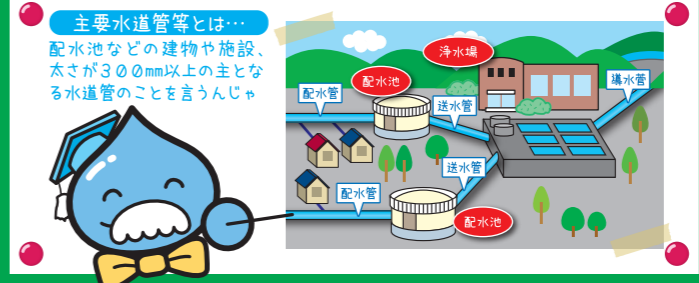 主要水道管等とは…
配水池などの建物や施設、
太さが300mm以上の主とな
る水道管のことを言うんじゃ
浄水場
配水池
導水管
配水管
送水管
送水管
配水管
配水池